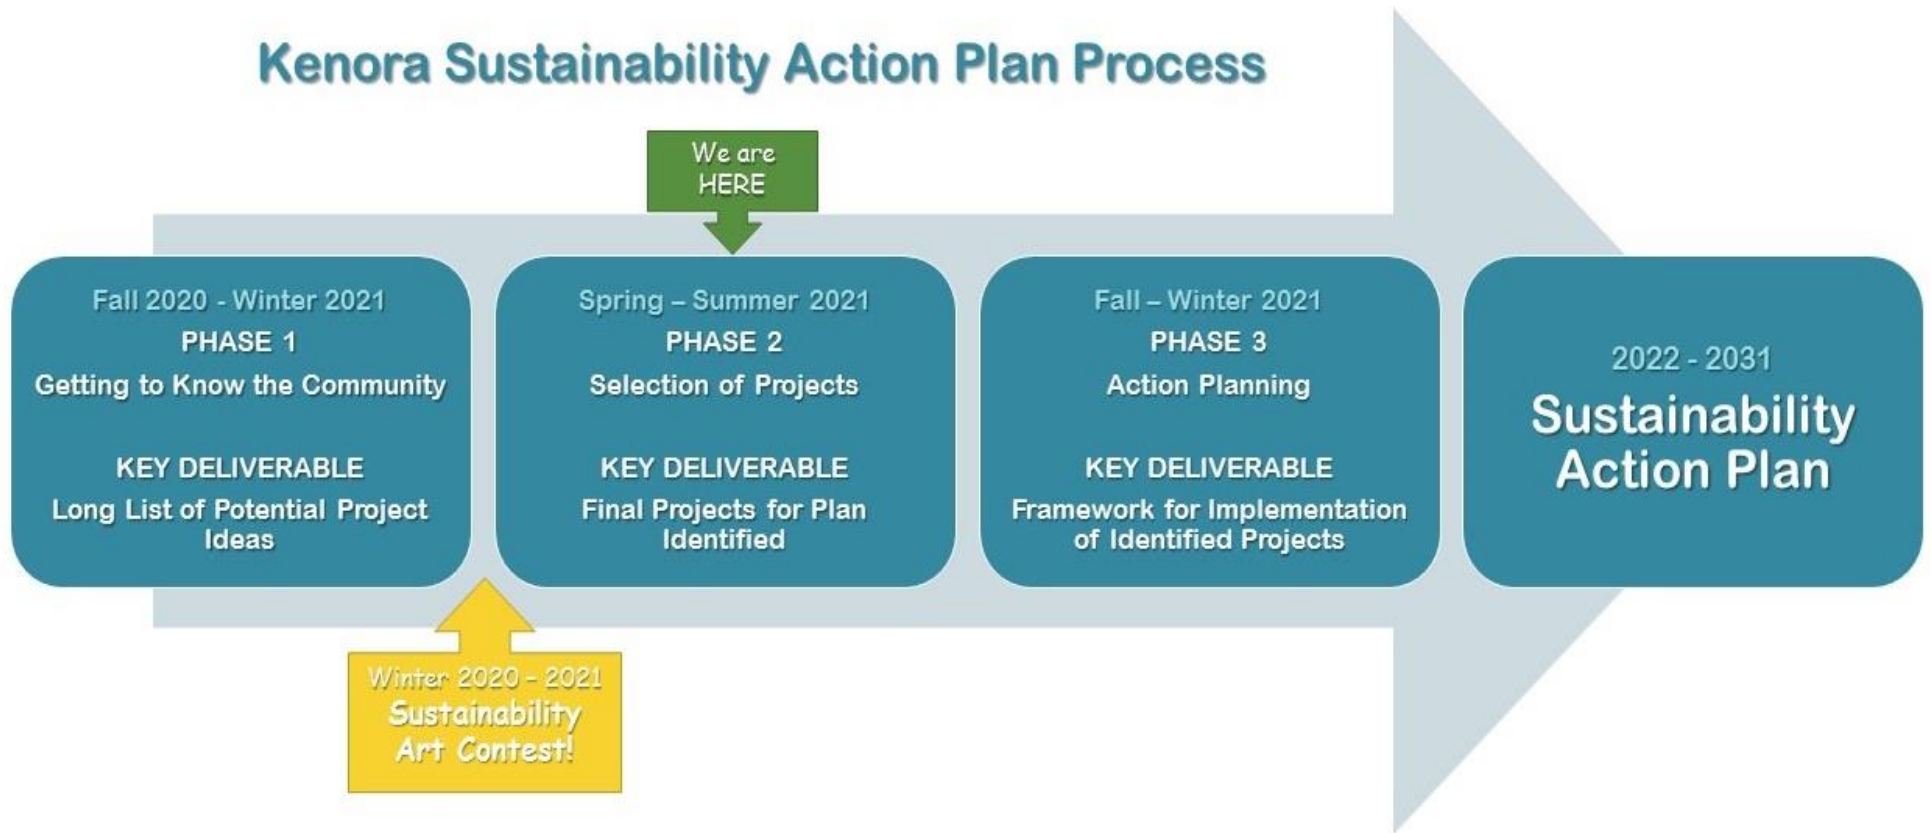 Kenora Sustainability Action Plan Process
We are
HERE
Fall 2020 - Winter 2021
PHASE 1
Getting to Know the Community
KEY DELIVERABLE
Long List of Potential Project
Ideas
Spring – Summer 2021
PHASE 2
Selection of Projects
KEY DELIVERABLE
Final Projects for Plan
Identified
Fall – Winter 2021
PHASE 3
Action Planning
KEY DELIVERABLE
Framework for Implementation
of Identified Projects
2022 - 2031
Sustainability
Action Plan
Winter 2020 – 2021
Sustainability
Art Contest!